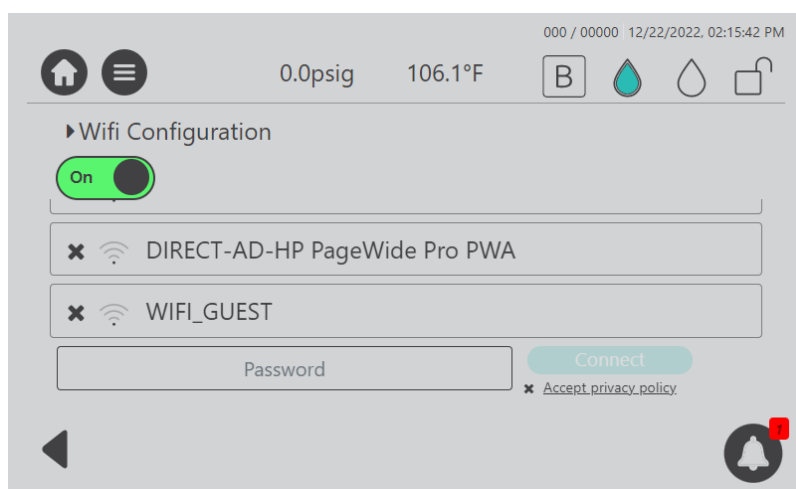 000 / 00000 12/22/2022, 02:15:42 PM
0.0psig 106.1°F B
Wifi Configuration
On
DIRECT-AD-HP PageWide Pro PWA
WIFI_GUEST
Password Connect
Accept privacy policy
1